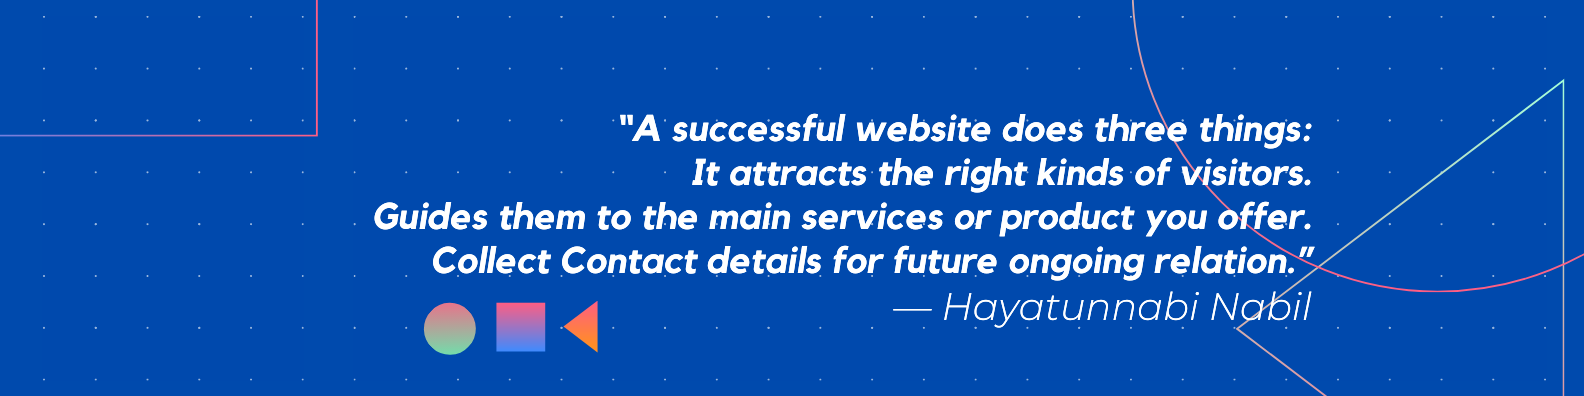 "A successful website does three things:
It attracts the right kinds of visitors.
Guides them to the main services or product you offer.
Collect Contact details for future ongoing relation.”
— Hayatunnabi Nabil